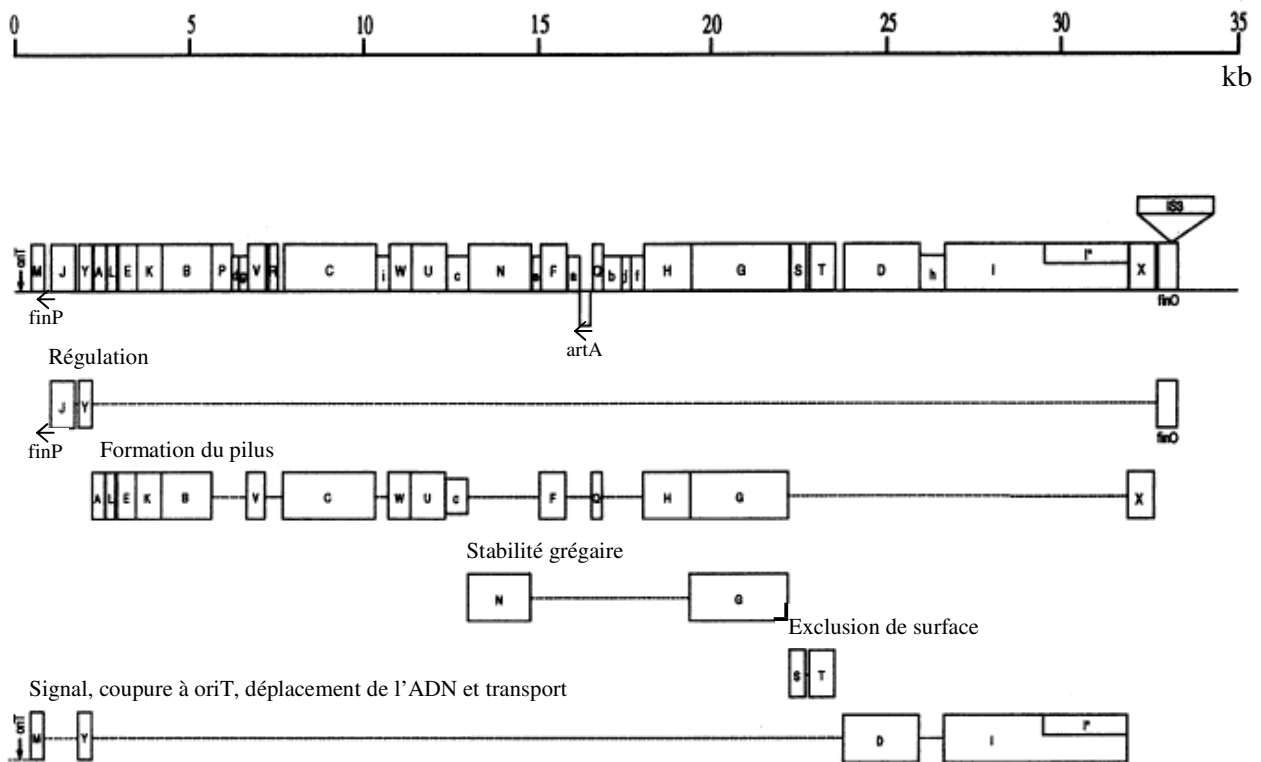 0 5 10 15 20 25 30 35
kb
IS3
oriT M J Y A L E K B P d g V R C i W U c N e F a Q b j f H G S T D h I I* X
finP
finO
artA
Régulation
J Y
finP
finO
Formation du pilus
A L E K B V C W U c F Q H G X
Stabilité grégaire
N G
Exclusion de surface
S T
Signal, coupure à oriT, déplacement de l'ADN et transport
oriT M Y D I I*